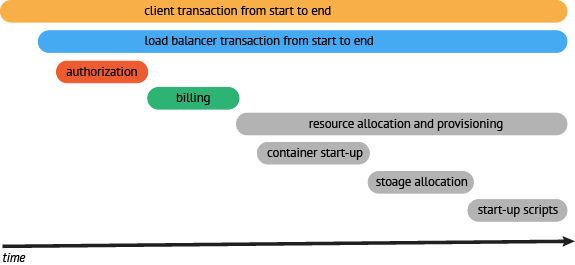 client transaction from start to end
load balancer transaction from start to end
authorization
billing
resource allocation and provisioning
container start-up
stoage allocation
start-up scripts
time